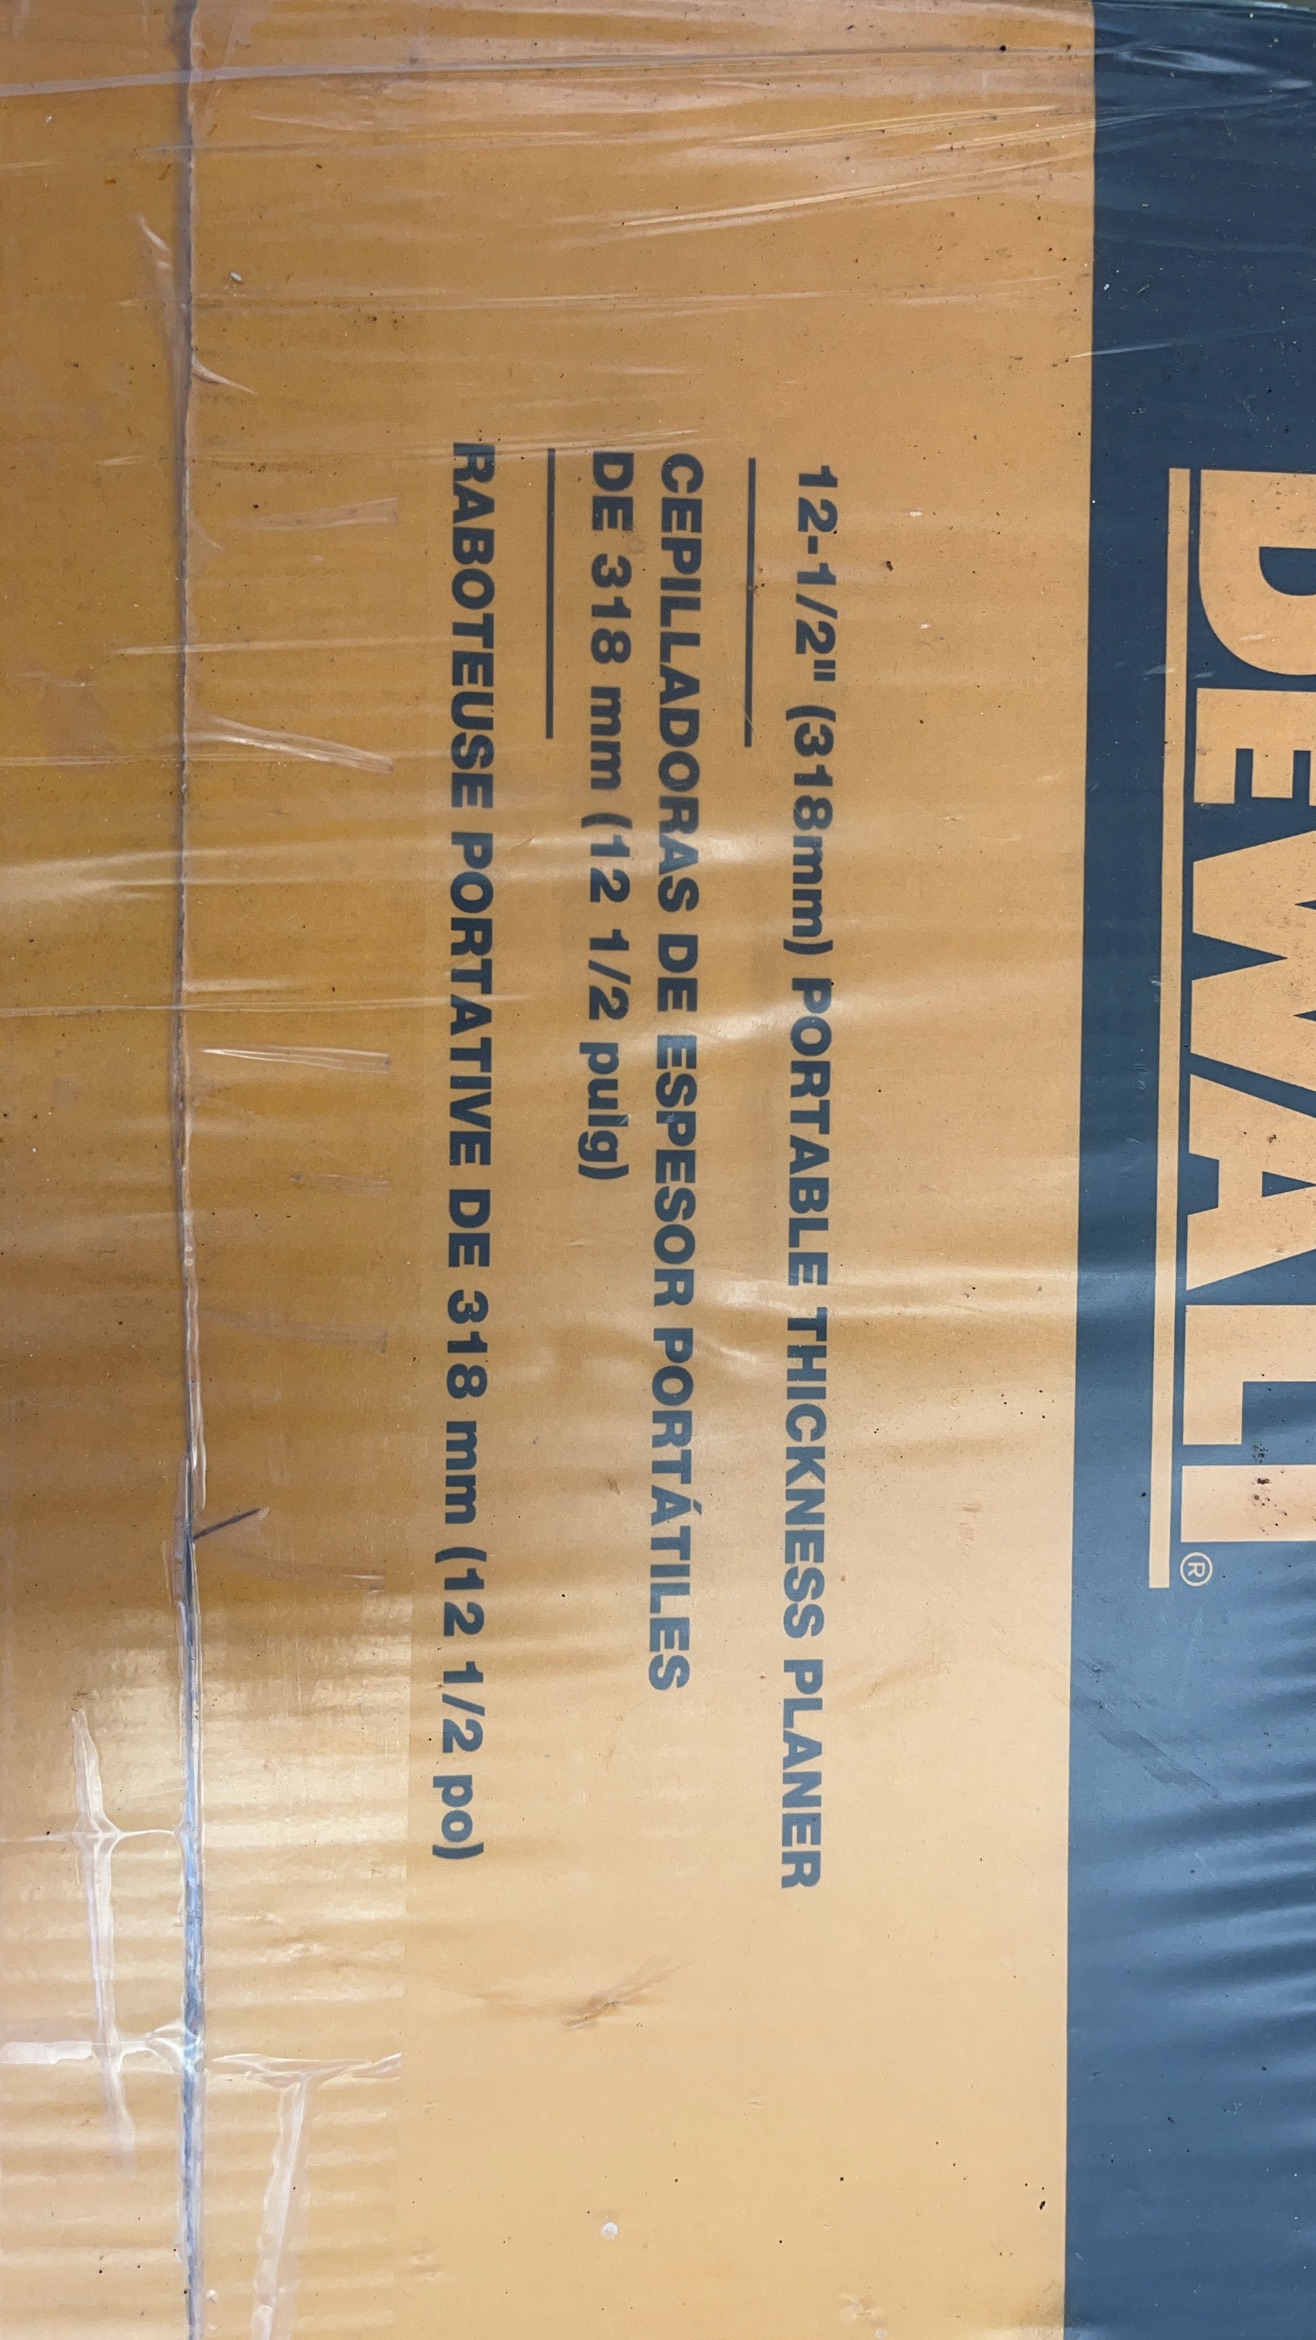 DEWALT®
12-1/2" (318mm) PORTABLE THICKNESS PLANER
CEPILLADORAS DE ESPESOR PORTÁTILES
DE 318 mm (12 1/2 pulg)
RABOTEUSE PORTATIVE DE 318 mm (12 1/2 po)